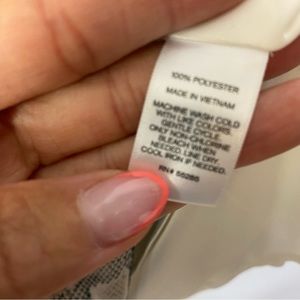 100% POLYESTER
MADE IN VIETNAM
MACHINE WASH COLD
WITH LIKE COLORS.
GENTLE CYCLE.
ONLY NON-CHLORINE
BLEACH WHEN
NEEDED. LINE DRY.
COOL IRON IF NEEDED.
RN# 55285